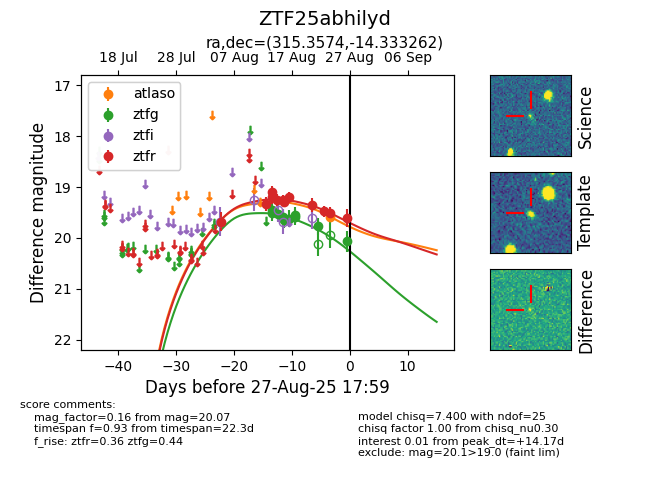 ZTF25abhilyd
ra,dec=(315.3574,-14.333262)
18 Jul 28 Jul 07 Aug 17 Aug 27 Aug 06 Sep
atlaso
ztfg
ztfi
ztfr
17
18
19
20
21
22
Difference magnitude
−40 −30 −20 −10 0 10
Days before 27-Aug-25 17:59
Science
Template
Difference
score comments:
mag_factor=0.16 from mag=20.07
timespan f=0.93 from timespan=22.3d
f_rise: ztfr=0.36 ztfg=0.44
model chisq=7.400 with ndof=25
chisq factor 1.00 from chisq_nu0.30
interest 0.01 from peak_dt=+14.17d
exclude: mag=20.1>19.0 (faint lim)